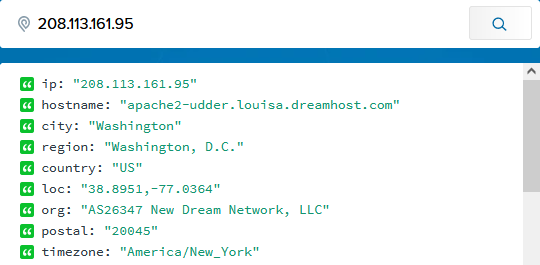 208.113.161.95
ip: "208.113.161.95"
hostname: "apache2-udder.louisa.dreamhost.com"
city: "Washington"
region: "Washington, D.C."
country: "US"
loc: "38.8951,-77.0364"
org: "AS26347 New Dream Network, LLC"
postal: "20045"
timezone: "America/New_York"